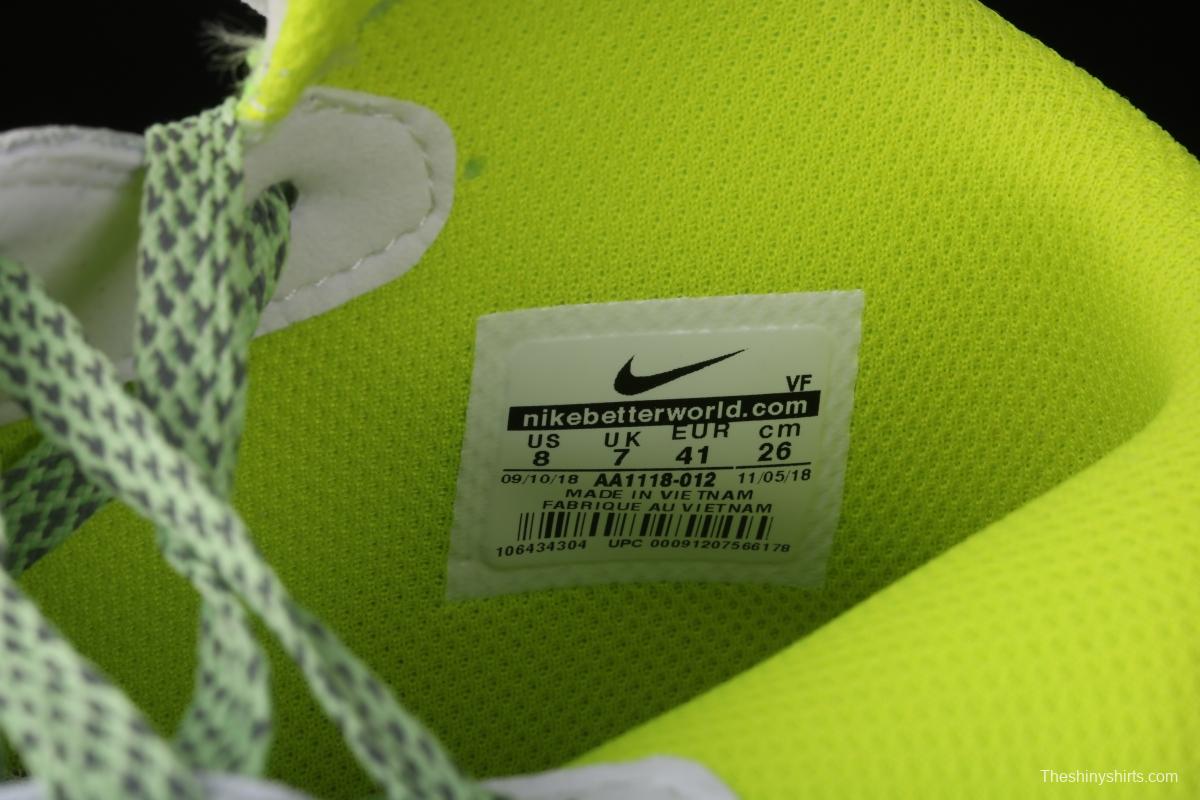 VF
nikebetterworld.com
US UK EUR cm
8 7 41 26
09/10/18 AA1118-012 11/05/18
MADE IN VIETNAM
FABRIQUE AU VIETNAM
106434304 UPC 00091207566178
Theshinyshirts.com